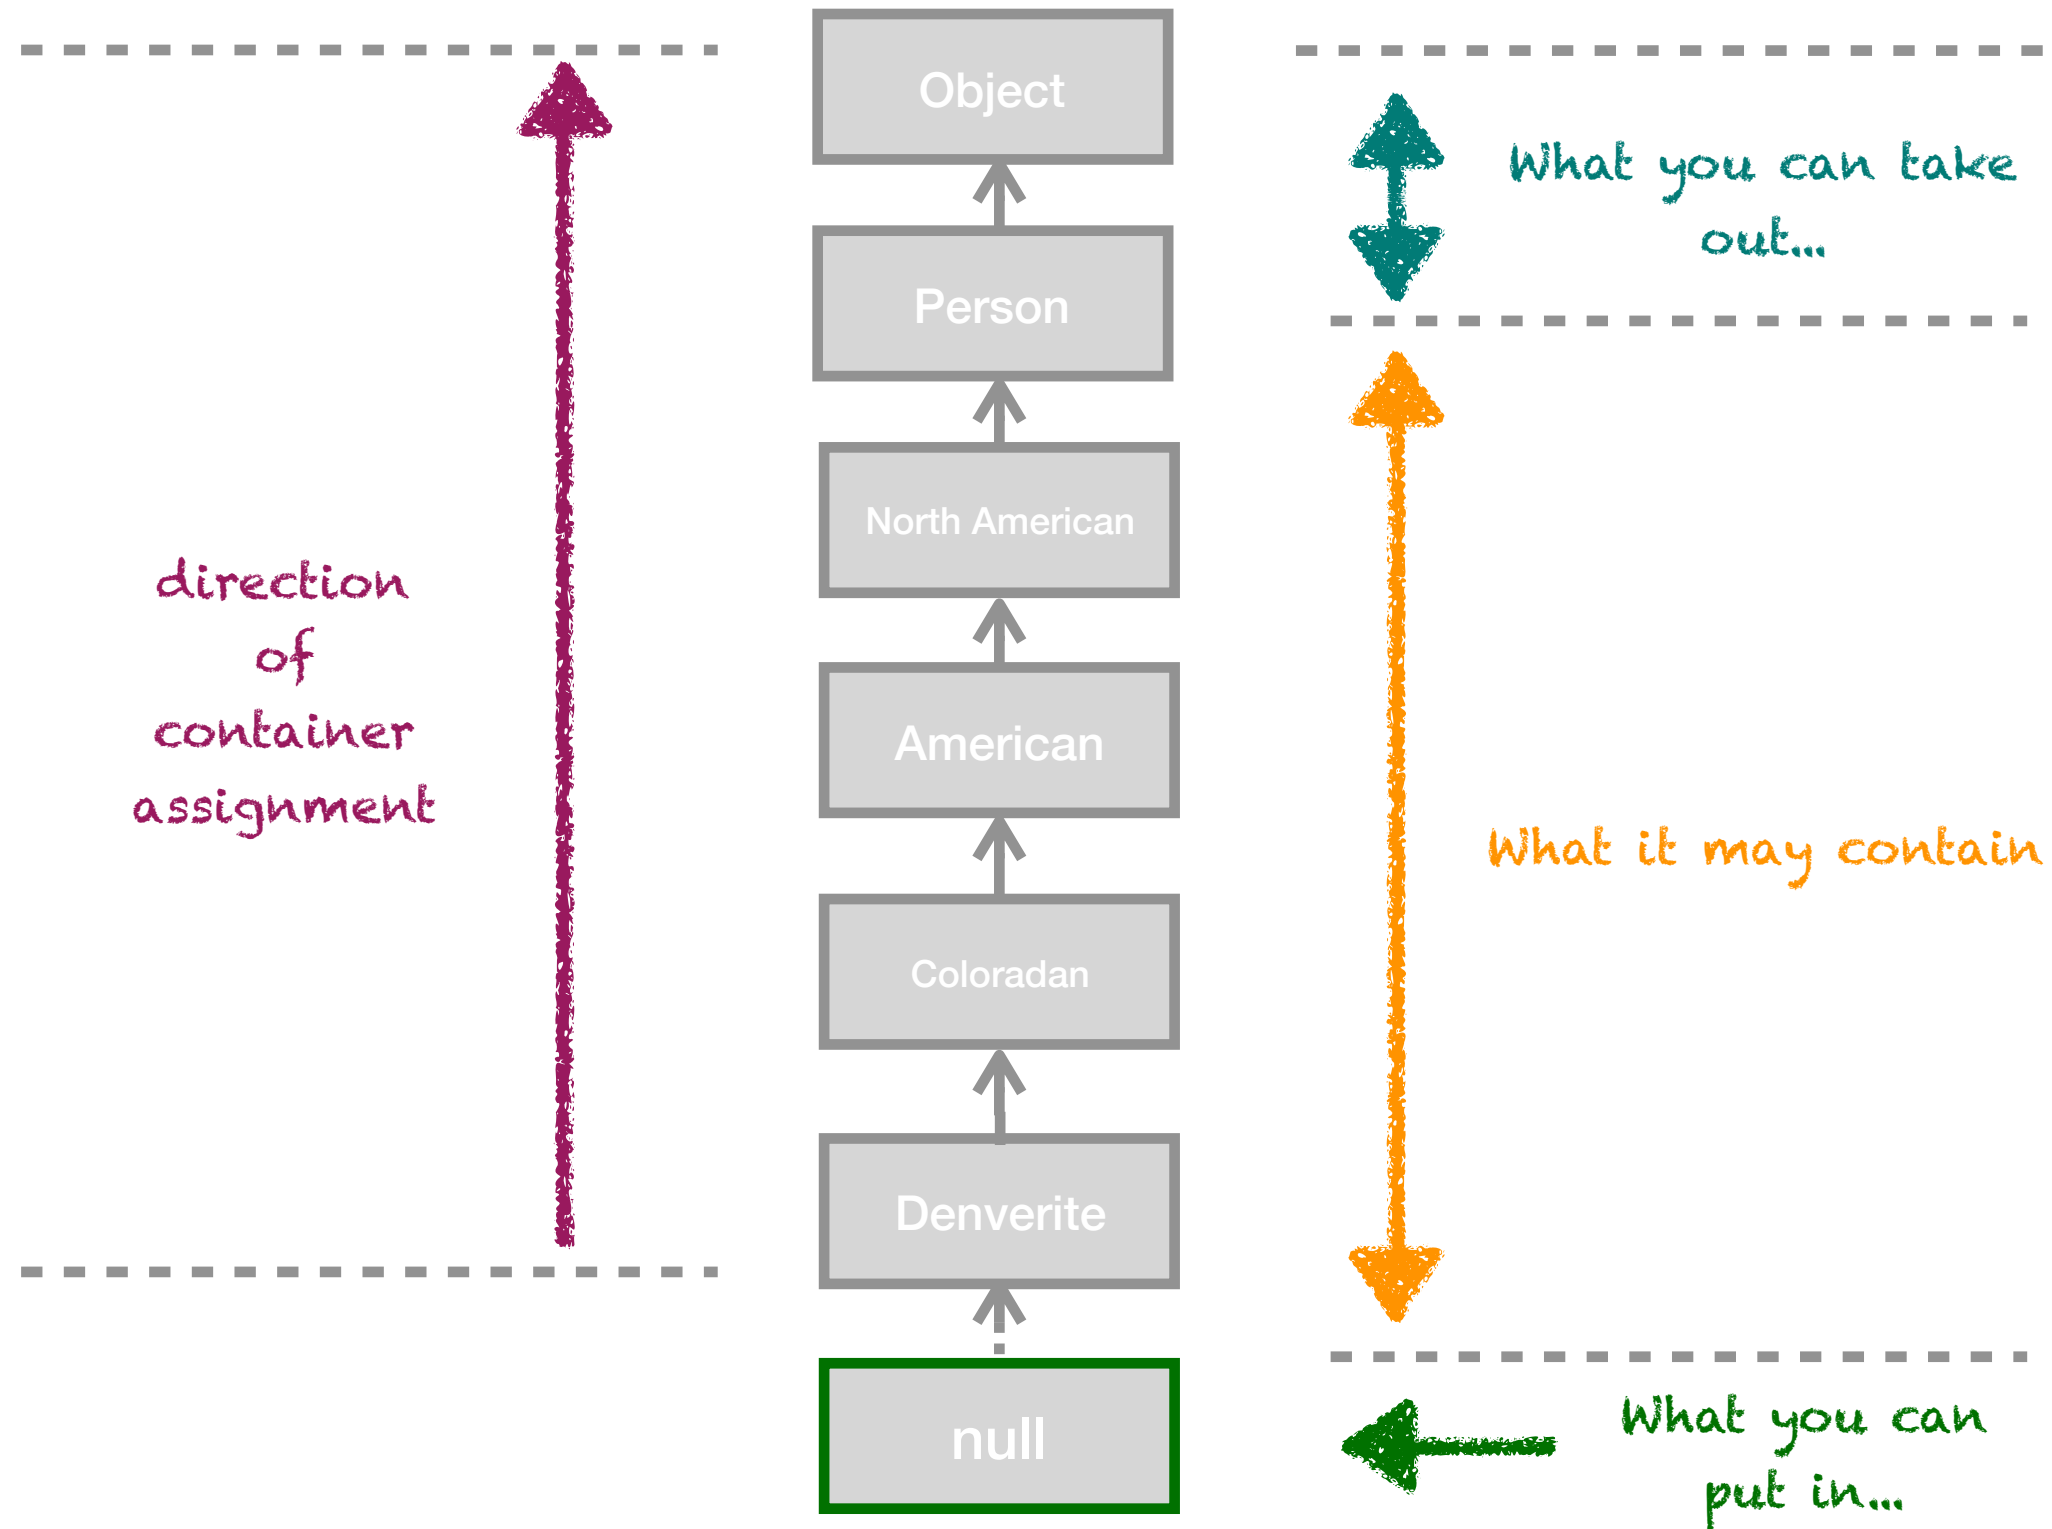 direction
of
container
assignment
Object
Person
North American
American
Coloradan
Denverite
null
What you can take
out...
What it may contain
What you can
put in...